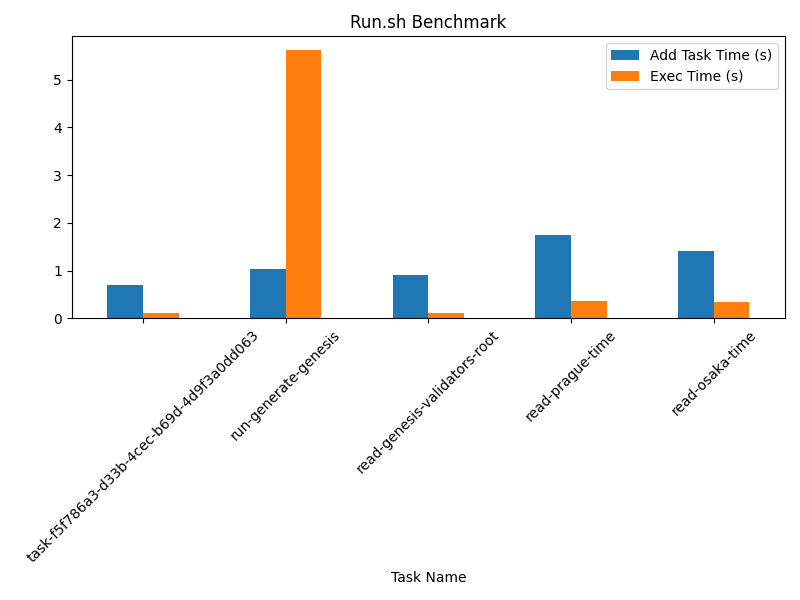 Run.sh Benchmark
Add Task Time (s)
Exec Time (s)
5
4
3
2
1
0
task-f5f786a3-d33b-4cec-b69d-4d9f3a0dd063
run-generate-genesis
read-genesis-validators-root
read-prague-time
read-osaka-time
Task Name